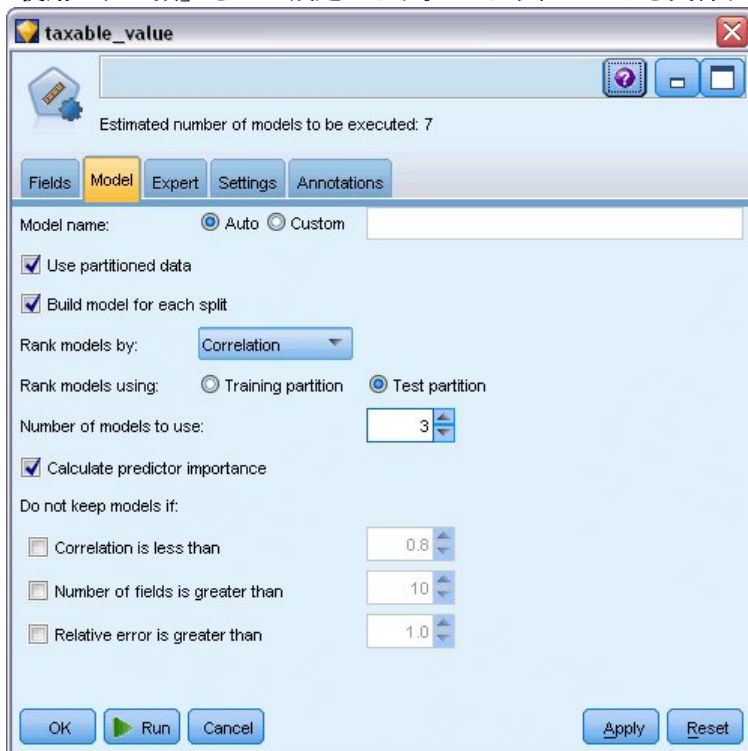 taxable_value
?
Estimated number of models to be executed: 7
Fields Model Expert Settings Annotations
Model name: Auto Custom
Use partitioned data
Build model for each split
Rank models by: Correlation
Rank models using: Training partition Test partition
Number of models to use: 3
Calculate predictor importance
Do not keep models if:
Correlation is less than 0.8
Number of fields is greater than 10
Relative error is greater than 1.0
OK Run Cancel Apply Reset